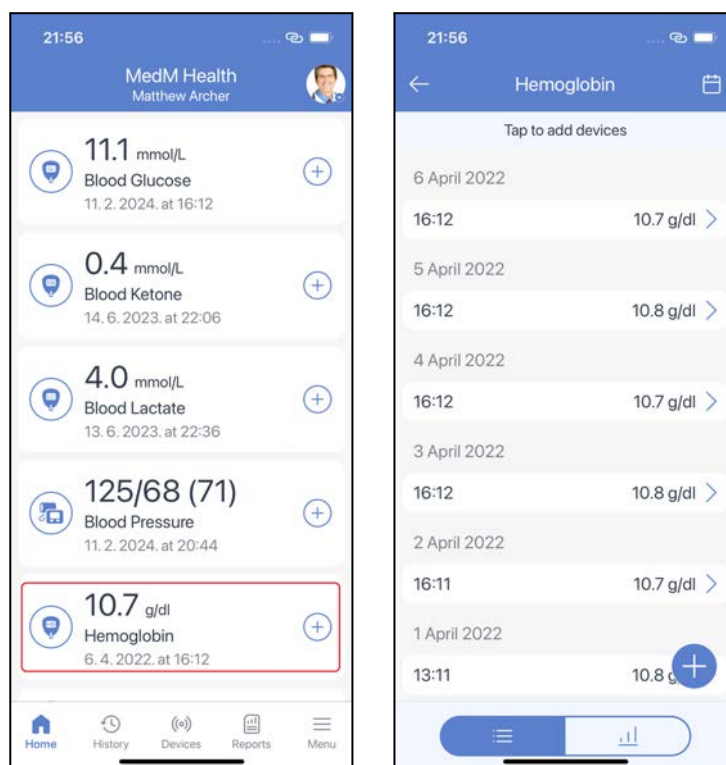 21:56
MedM Health
Matthew Archer
11.1 mmol/L
Blood Glucose
11. 2. 2024. at 16:12
0.4 mmol/L
Blood Ketone
14. 6. 2023. at 22:06
4.0 mmol/L
Blood Lactate
13. 6. 2023. at 22:36
125/68 (71)
Blood Pressure
11. 2. 2024. at 20:44
10.7 g/dl
Hemoglobin
6. 4. 2022. at 16:12
Home History Devices Reports Menu
21:56
Hemoglobin
Tap to add devices
6 April 2022
16:12 10.7 g/dl
5 April 2022
16:12 10.8 g/dl
4 April 2022
16:12 10.7 g/dl
3 April 2022
16:12 10.8 g/dl
2 April 2022
16:11 10.7 g/dl
1 April 2022
13:11 10.8